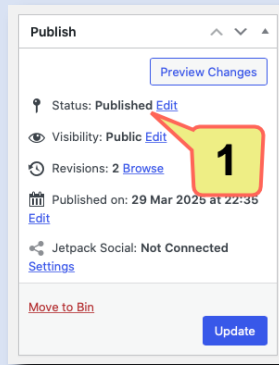 Publish
Preview Changes
Status: Published Edit
Visibility: Public Edit
1
Revisions: 2 Browse
Published on: 29 Mar 2025 at 22:35
Edit
Jetpack Social: Not Connected
Settings
Move to Bin
Update